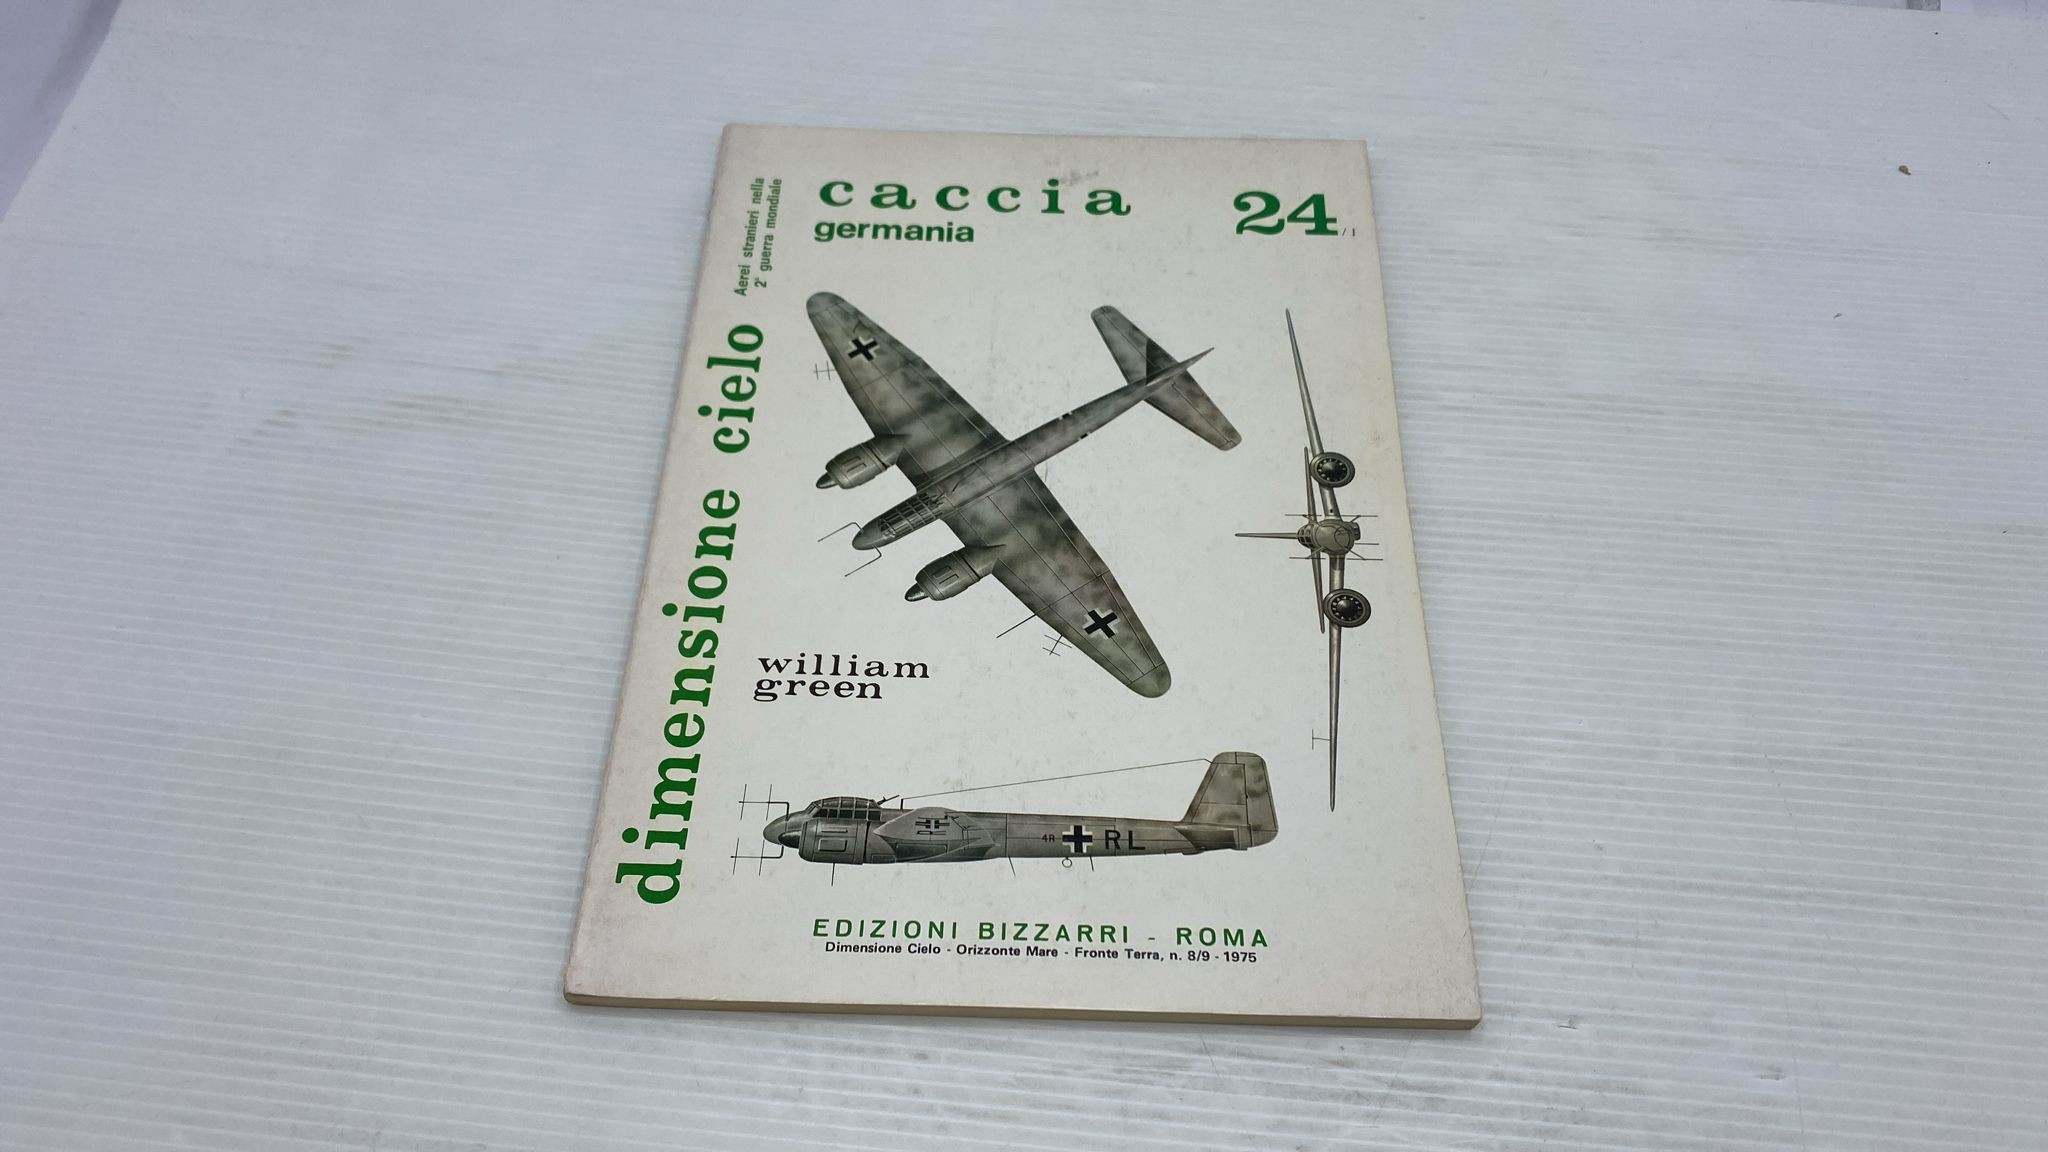 caccia
germania
24/1
Aerei stranieri nella
2ª guerra mondiale
dimensione cielo
william
green
4R RL
EDIZIONI BIZZARRI - ROMA
Dimensione Cielo - Orizzonte Mare - Fronte Terra, n. 8/9 - 1975